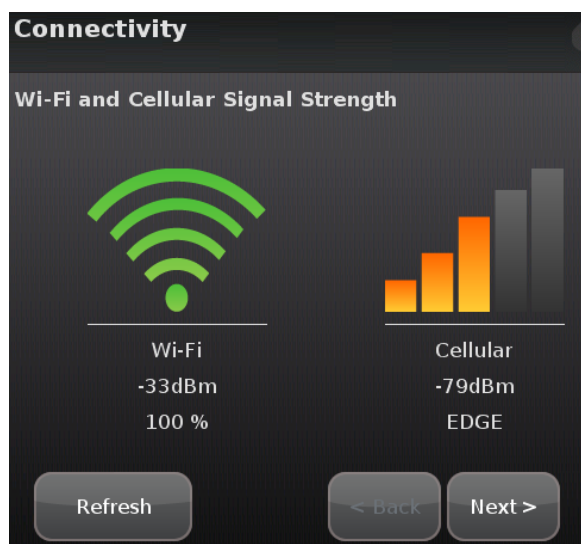 Connectivity
Wi-Fi and Cellular Signal Strength
Wi-Fi
Cellular
-33dBm
-79dBm
100 %
EDGE
Refresh
< Back
Next >